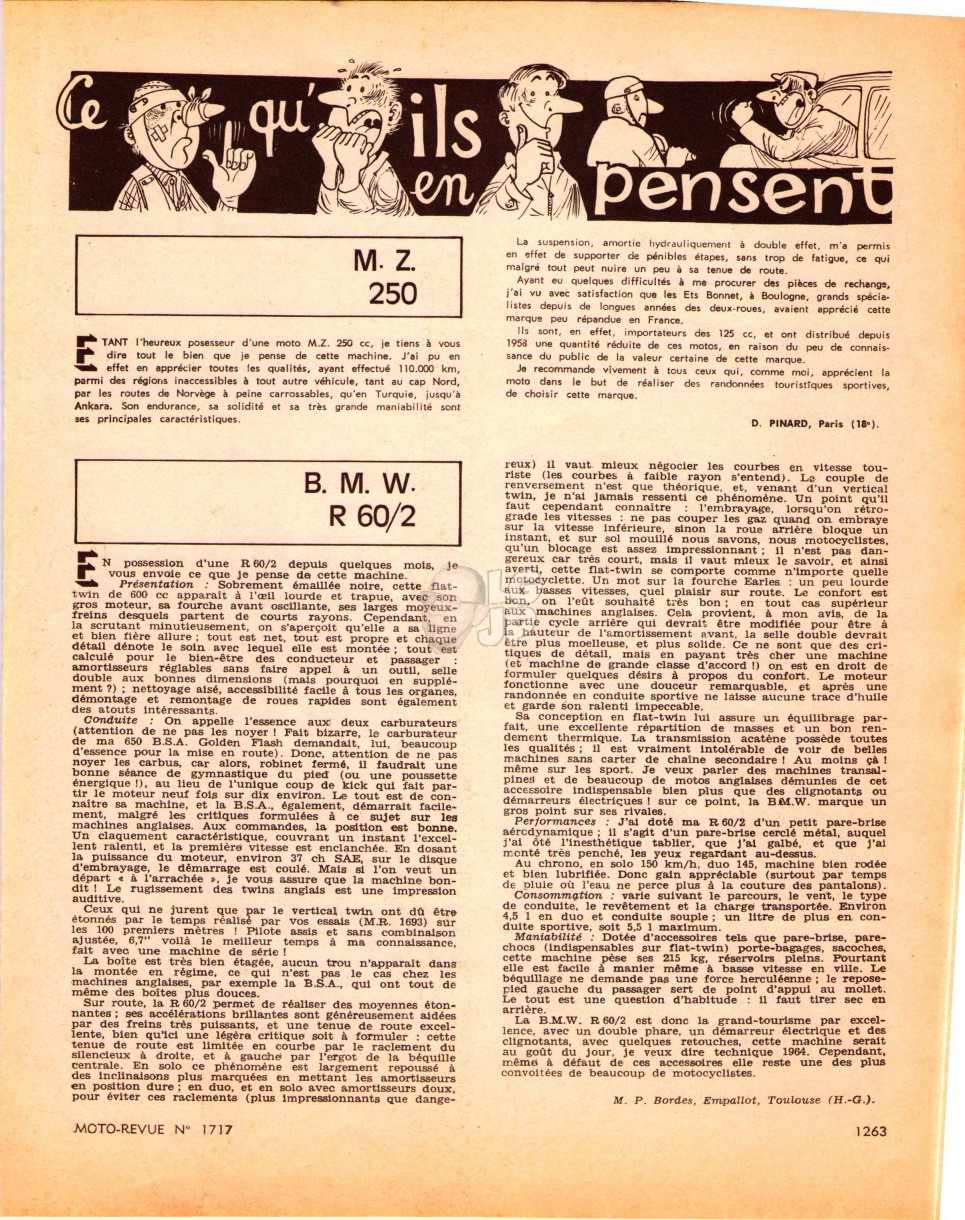 Ce qu'ils en pensent
M. Z.
250
ETANT l'heureux posesseur d'une moto M.Z. 250 cc, je tiens à vous
dire tout le bien que je pense de cette machine. J'ai pu en
effet en apprécier toutes les qualités, ayant effectué 110.000 km,
parmi des régions inaccessibles à tout autre véhicule, tant au cap Nord,
par les routes de Norvège à peine carrossables, qu'en Turquie, jusqu'à
Ankara. Son endurance, sa solidité et sa très grande maniabilité sont
ses principales caractéristiques.
La suspension, amortie hydrauliquement à double effet, m'a permis
en effet de supporter de pénibles étapes, sans trop de fatigue, ce qui
malgré tout peut nuire un peu à sa tenue de route.
Ayant eu quelques difficultés à me procurer des pièces de rechange,
j'ai vu avec satisfaction que les Ets Bonnet, à Boulogne, grands spécia-
listes depuis de longues années des deux-roues, avaient apprécié cette
marque peu répandue en France.
Ils sont, en effet, importateurs des 125 cc, et ont distribué depuis
1958 une quantité réduite de ces motos, en raison du peu de connais-
sance du public de la valeur certaine de cette marque.
Je recommande vivement à tous ceux qui, comme moi, apprécient la
moto dans le but de réaliser des randonnées touristiques sportives,
de choisir cette marque.
D. PINARD, Paris (18e).
B. M. W.
R 60/2
EN possession d'une R 60/2 depuis quelques mois, je
vous envoie ce que je pense de cette machine.
Présentation : Sobrement émaillée noire, cette flat-
twin de 600 cc apparaît à l'œil lourde et trapue, avec son
gros moteur, sa fourche avant oscillante, ses larges moyeux-
freins desquels partent de courts rayons. Cependant, en
la scrutant minutieusement, on s'aperçoit qu'elle a sa ligne
et bien fière allure ; tout est net, tout est propre et chaque
détail dénote le soin avec lequel elle est montée ; tout est
calculé pour le bien-être des conducteur et passager :
amortisseurs réglables sans faire appel à un outil, selle
double aux bonnes dimensions (mais pourquoi en supplé-
ment ?) ; nettoyage aisé, accessibilité facile à tous les organes,
démontage et remontage de roues rapides sont également
des atouts intéressants.
Conduite : On appelle l'essence aux deux carburateurs
(attention de ne pas les noyer ! Fait bizarre, le carburateur
de ma 650 B.S.A. Golden Flash demandait, lui, beaucoup
d'essence pour la mise en route). Donc, attention de ne pas
noyer les carbus, car alors, robinet fermé, il faudrait une
bonne séance de gymnastique du pied (ou une poussette
énergique !), au lieu de l'unique coup de kick qui fait par-
tir le moteur neuf fois sur dix environ. Le tout est de con-
naître sa machine, et la B.S.A., également, démarrait facile-
ment, malgré les critiques formulées à ce sujet sur les
machines anglaises. Aux commandes, la position est bonne.
Un claquement caractéristique, couvrant un instant l'excel-
lent ralenti, et la première vitesse est enclanchée. En dosant
la puissance du moteur, environ 37 ch SAE, sur le disque
d'embrayage, le démarrage est coulé. Mais si l'on veut un
départ « à l'arrachée », je vous assure que la machine bon-
dit ! Le rugissement des twins anglais est une impression
auditive.
Ceux qui ne jurent que par le vertical twin ont dû être
étonnés par le temps réalisé par vos essais (M.R. 1693) sur
les 100 premiers mètres ! Pilote assis et sans combinaison
ajustée, 6,7" voilà le meilleur temps à ma connaissance,
fait avec une machine de série !
La boîte est très bien étagée, aucun trou n'apparaît dans
la montée en régime, ce qui n'est pas le cas chez les
machines anglaises, par exemple la B.S.A., qui ont tout de
même des boîtes plus douces.
Sur route, la R 60/2 permet de réaliser des moyennes éton-
nantes ; ses accélérations brillantes sont généreusement aidées
par des freins très puissants, et une tenue de route excel-
lente, bien qu'ici une légère critique soit à formuler : cette
tenue de route est limitée en courbe par le raclement du
silencieux à droite, et à gauche par l'ergot de la béquille
centrale. En solo ce phénomène est largement repoussé à
des inclinaisons plus marquées en mettant les amortisseurs
en position dure ; en duo, et en solo avec amortisseurs doux,
pour éviter ces raclements (plus impressionnants que dange-
reux) il vaut mieux négocier les courbes en vitesse tou-
riste (les courbes à faible rayon s'entend). Le couple de
renversement n'est que théorique, et, venant d'un vertical
twin, je n'ai jamais ressenti ce phénomène. Un point qu'il
faut cependant connaître : l'embrayage, lorsqu'on rétro-
grade les vitesses : ne pas couper les gaz quand on embraye
sur la vitesse inférieure, sinon la roue arrière bloque un
instant, et sur sol mouillé nous savons, nous motocyclistes,
qu'un blocage est assez impressionnant ; il n'est pas dan-
gereux car très court, mais il vaut mieux le savoir, et ainsi
averti, cette flat-twin se comporte comme n'importe quelle
motocyclette. Un mot sur la fourche Earles : un peu lourde
aux basses vitesses, quel plaisir sur route. Le confort est
bon, on l'eût souhaité très bon ; en tout cas supérieur
aux machines anglaises. Cela provient, à mon avis, de la
partie cycle arrière qui devrait être modifiée pour être à
la hauteur de l'amortissement avant, la selle double devrait
être plus moelleuse, et plus solide. Ce ne sont que des cri-
tiques de détail, mais en payant très cher une machine
(et machine de grande classe d'accord !) on est en droit de
formuler quelques désirs à propos du confort. Le moteur
fonctionne avec une douceur remarquable, et après une
randonnée en conduite sportive ne laisse aucune trace d'huile
et garde son ralenti impeccable.
Sa conception en flat-twin lui assure un équilibrage par-
fait, une excellente répartition de masses et un bon ren-
dement thermique. La transmission acatène possède toutes
les qualités ; il est vraiment intolérable de voir de belles
machines sans carter de chaîne secondaire ! Au moins çà !
même sur les sport. Je veux parler des machines transal-
pines et de beaucoup de motos anglaises démunies de cet
accessoire indispensable bien plus que des clignotants ou
démarreurs électriques ! sur ce point, la B.M.W. marque un
gros point sur ses rivales.
Performances : J'ai doté ma R 60/2 d'un petit pare-brise
aérodynamique ; il s'agit d'un pare-brise cerclé métal, auquel
j'ai ôté l'inesthétique tablier, que j'ai galbé, et que j'ai
monté très penché, les yeux regardant au-dessus.
Au chrono, en solo 150 km/h, duo 145, machine bien rodée
et bien lubrifiée. Donc gain appréciable (surtout par temps
de pluie où l'eau ne perce plus à la couture des pantalons).
Consommation : varie suivant le parcours, le vent, le type
de conduite, le revêtement et la charge transportée. Environ
4,5 l en duo et conduite souple ; un litre de plus en con-
duite sportive, soit 5,5 l maximum.
Maniabilité : Dotée d'accessoires tels que pare-brise, pare-
chocs (indispensables sur flat-twin) porte-bagages, sacoches,
cette machine pèse ses 215 kg, réservoirs pleins. Pourtant
elle est facile à manier même à basse vitesse en ville. Le
béquillage ne demande pas une force herculéenne ; le repose-
pied gauche du passager sert de point d'appui au mollet.
Le tout est une question d'habitude : il faut tirer sec en
arrière.
La B.M.W. R 60/2 est donc la grand-tourisme par excel-
lence, avec un double phare, un démarreur électrique et des
clignotants, avec quelques retouches, cette machine serait
au goût du jour, je veux dire technique 1964. Cependant,
même à défaut de ces accessoires elle reste une des plus
convoitées de beaucoup de motocyclistes.
M. P. Bordes, Empallot, Toulouse (H.-G.).
MOTO-REVUE N° 1717
1263